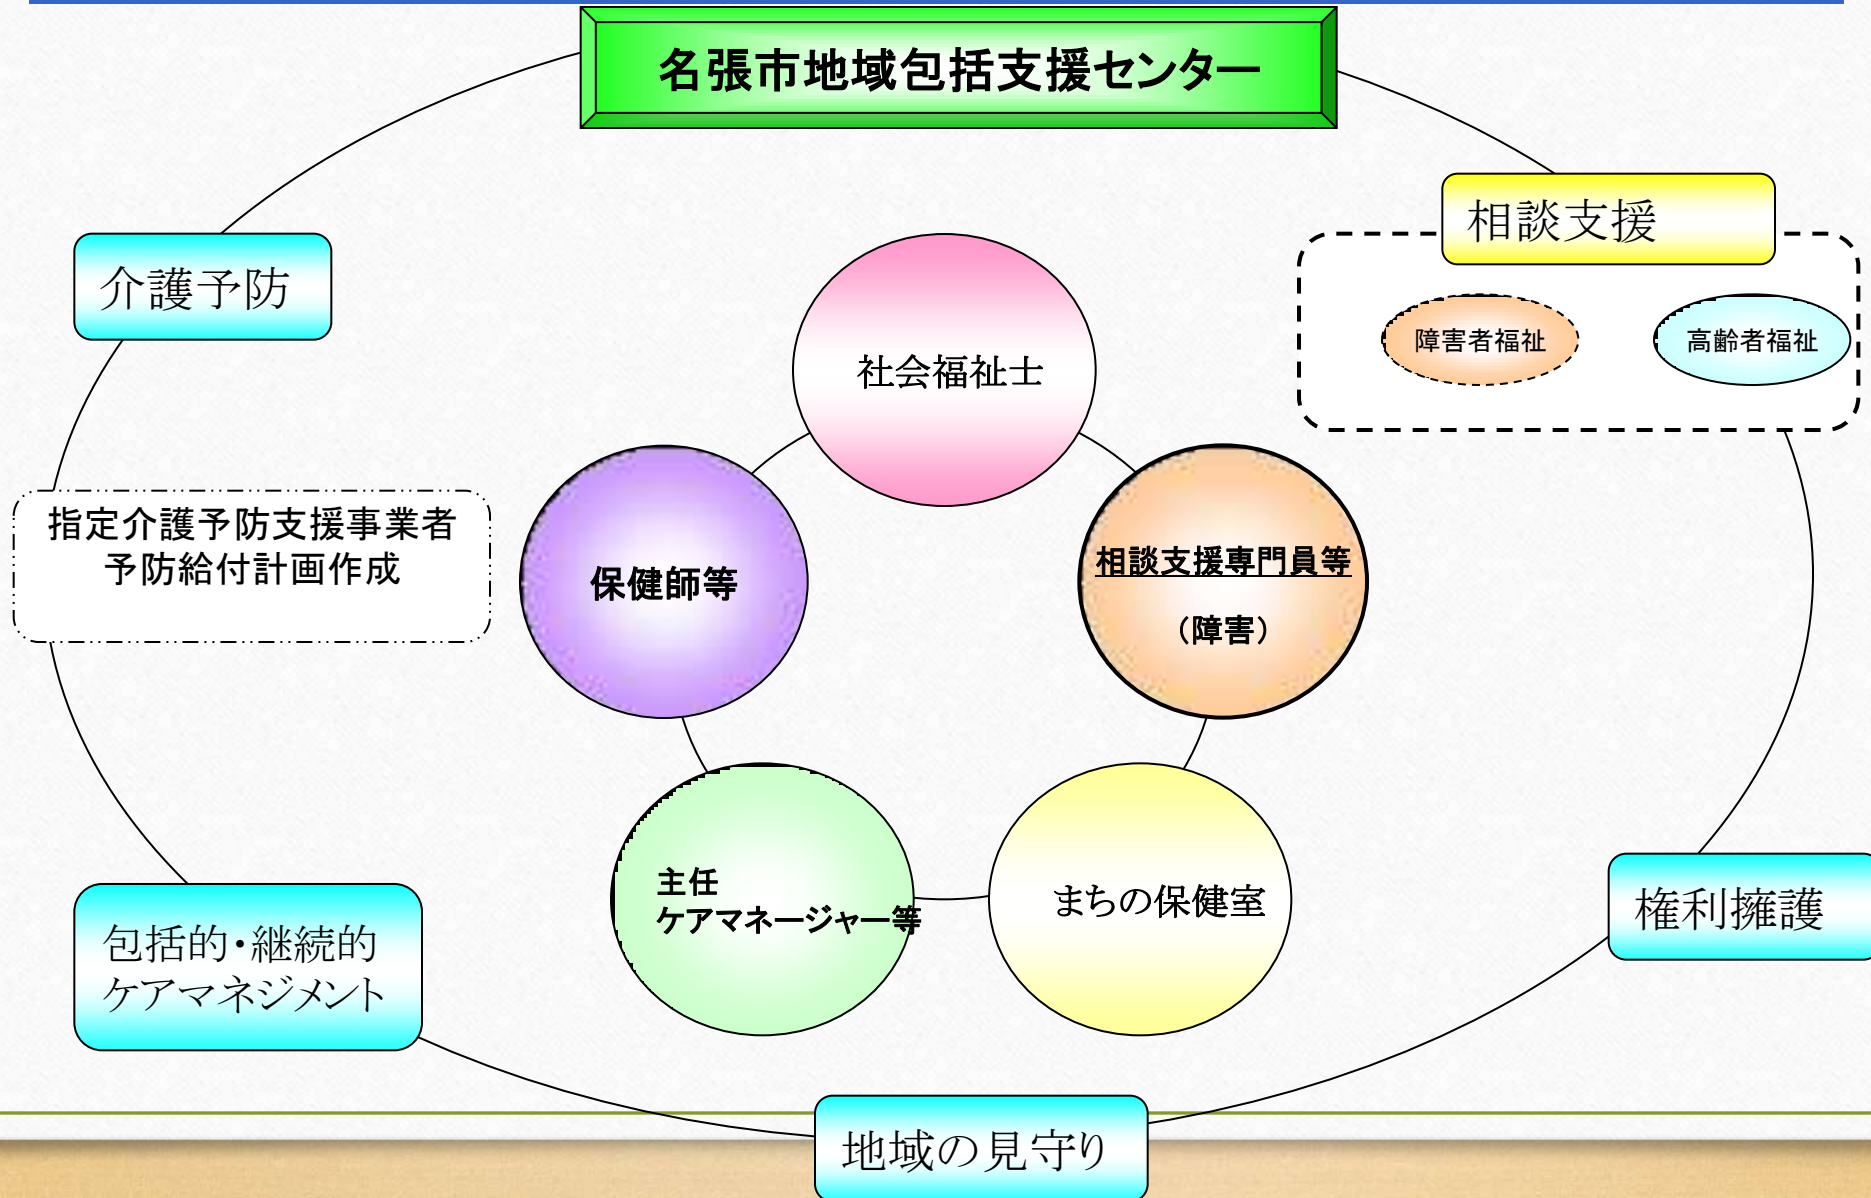 名張市地域包括支援センター
相談支援
介護予防
障害者福祉
高齢者福祉
社会福祉士
指定介護予防支援事業者
予防給付計画作成
保健師等
相談支援専門員等
（障害）
主任
ケアマネージャー等
まちの保健室
権利擁護
包括的・継続的
ケアマネジメント
地域の見守り